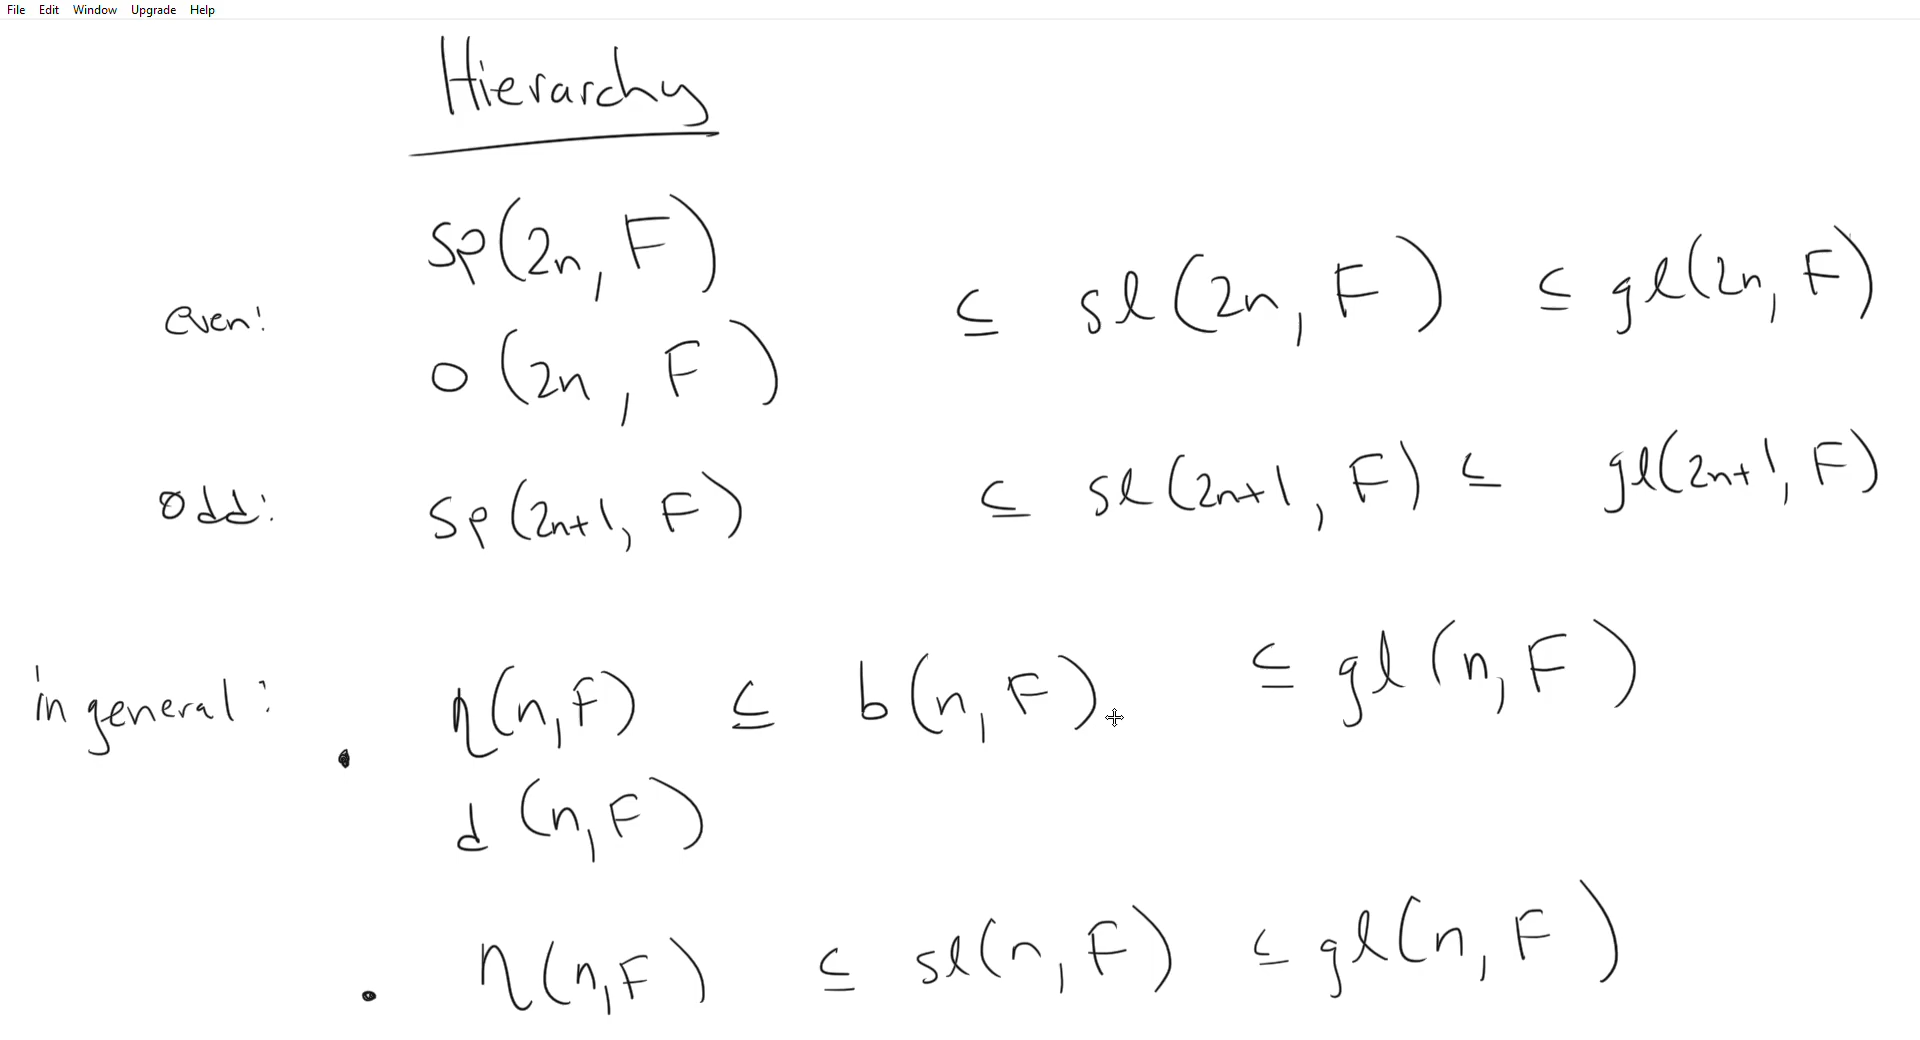 File Edit Window Upgrade Help
Hierarchy
sp(2n, F)
even: ⊆ sl(2n, F) ⊆ gl(2n, F)
o(2n, F)
odd: sp(2n+1, F) ⊆ sl(2n+1, F) ⊆ gl(2n+1, F)
in general: • η(n,F) ⊆ b(n,F) ⊆ gl(n,F)
d(n,F)
• η(n,F) ⊆ sl(n,F) ⊆ gl(n,F)